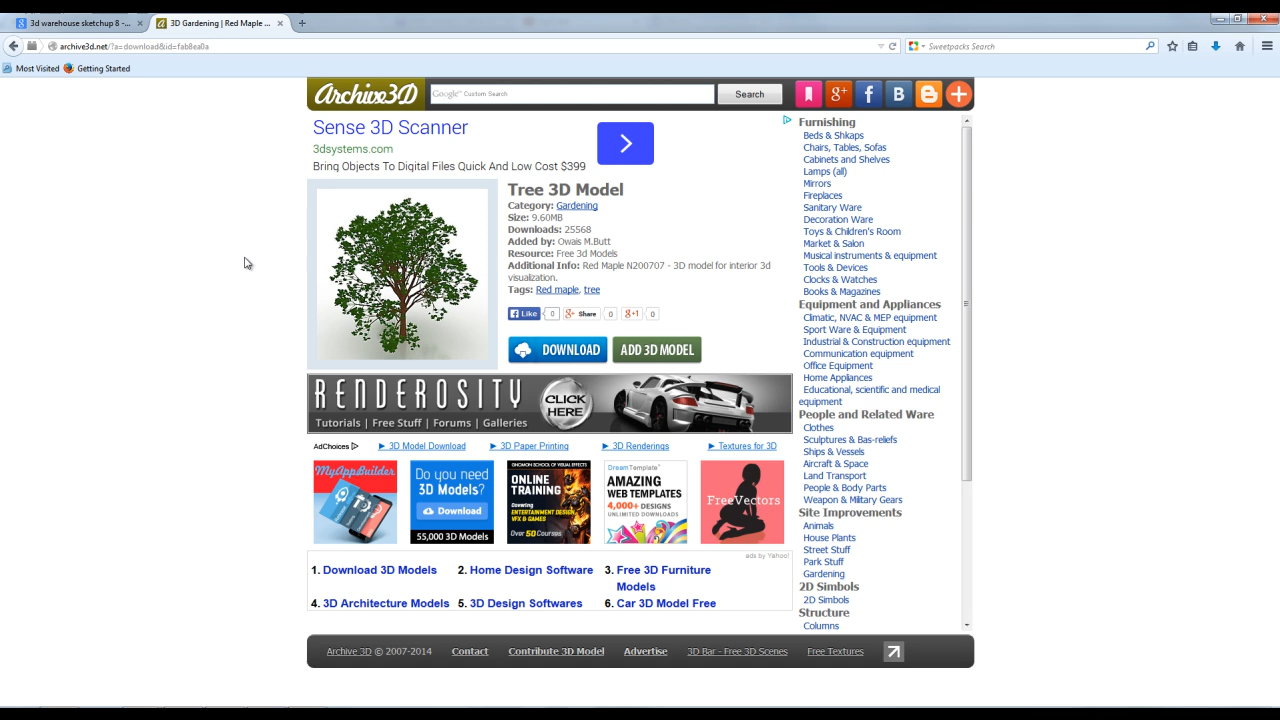 3d warehouse sketchup 8 -...
3D Gardening | Red Maple ...
archive3d.net/?a=download&id=fab8ea0a
Sweetpacks Search
Most Visited
Getting Started
Archive3D
Google™ Custom Search
Search
g+
f
B
Sense 3D Scanner
3dsystems.com
Bring Objects To Digital Files Quick And Low Cost $399
Tree 3D Model
Category: Gardening
Size: 9.60MB
Downloads: 25568
Added by: Owais M.Butt
Resource: Free 3d Models
Additional Info: Red Maple N200707 - 3D model for interior 3d
visualization.
Tags: Red maple, tree
Like 0 Share 0 +1 0
DOWNLOAD
ADD 3D MODEL
RENDEROSITY
Tutorials | Free Stuff | Forums | Galleries
CLICK
HERE
AdChoices
► 3D Model Download
► 3D Paper Printing
► 3D Renderings
► Textures for 3D
MyAppBuilder
Do you need
3D Models?
Download
55,000 3D Models
GNOMON SCHOOL OF VISUAL EFFECTS
ONLINE
TRAINING
Covering
ENTERTAINMENT DESIGN
VFX & GAMES
Over 50 Courses
DreamTemplate
AMAZING
WEB TEMPLATES
4,000+ DESIGNS
UNLIMITED DOWNLOADS
FreeVectors
ads by Yahoo!
1. Download 3D Models
2. Home Design Software
3. Free 3D Furniture
Models
4. 3D Architecture Models
5. 3D Design Softwares
6. Car 3D Model Free
Furnishing
Beds & Shkaps
Chairs, Tables, Sofas
Cabinets and Shelves
Lamps (all)
Mirrors
Fireplaces
Sanitary Ware
Decoration Ware
Toys & Children's Room
Market & Salon
Musical instruments & equipment
Tools & Devices
Clocks & Watches
Books & Magazines
Equipment and Appliances
Climatic, NVAC & MEP equipment
Sport Ware & Equipment
Industrial & Construction equipment
Communication equipment
Office Equipment
Home Appliances
Educational, scientific and medical
equipment
People and Related Ware
Clothes
Sculptures & Bas-reliefs
Ships & Vessels
Aircraft & Space
Land Transport
People & Body Parts
Weapon & Military Gears
Site Improvements
Animals
House Plants
Street Stuff
Park Stuff
Gardening
2D Simbols
2D Simbols
Structure
Columns
Archive 3D © 2007-2014
Contact
Contribute 3D Model
Advertise
3D Bar - Free 3D Scenes
Free Textures